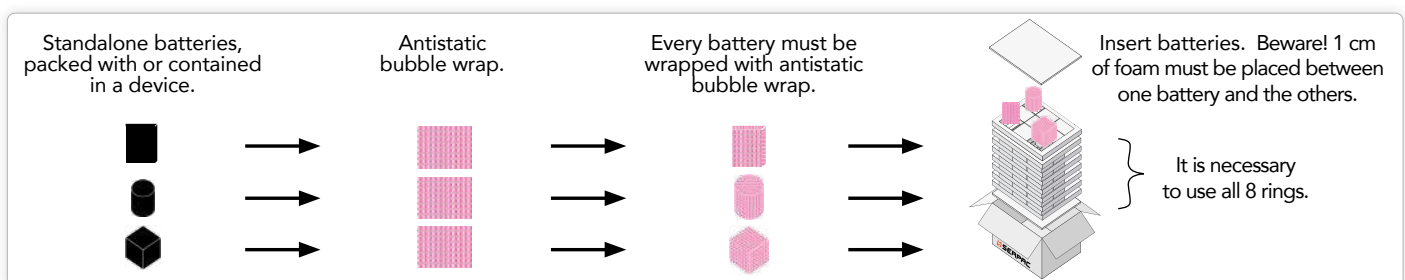 Standalone batteries,
packed with or contained
in a device.
Antistatic
bubble wrap.
Every battery must be
wrapped with antistatic
bubble wrap.
Insert batteries. Beware! 1 cm
of foam must be placed between
one battery and the others.
It is necessary
to use all 8 rings.
SERPAC